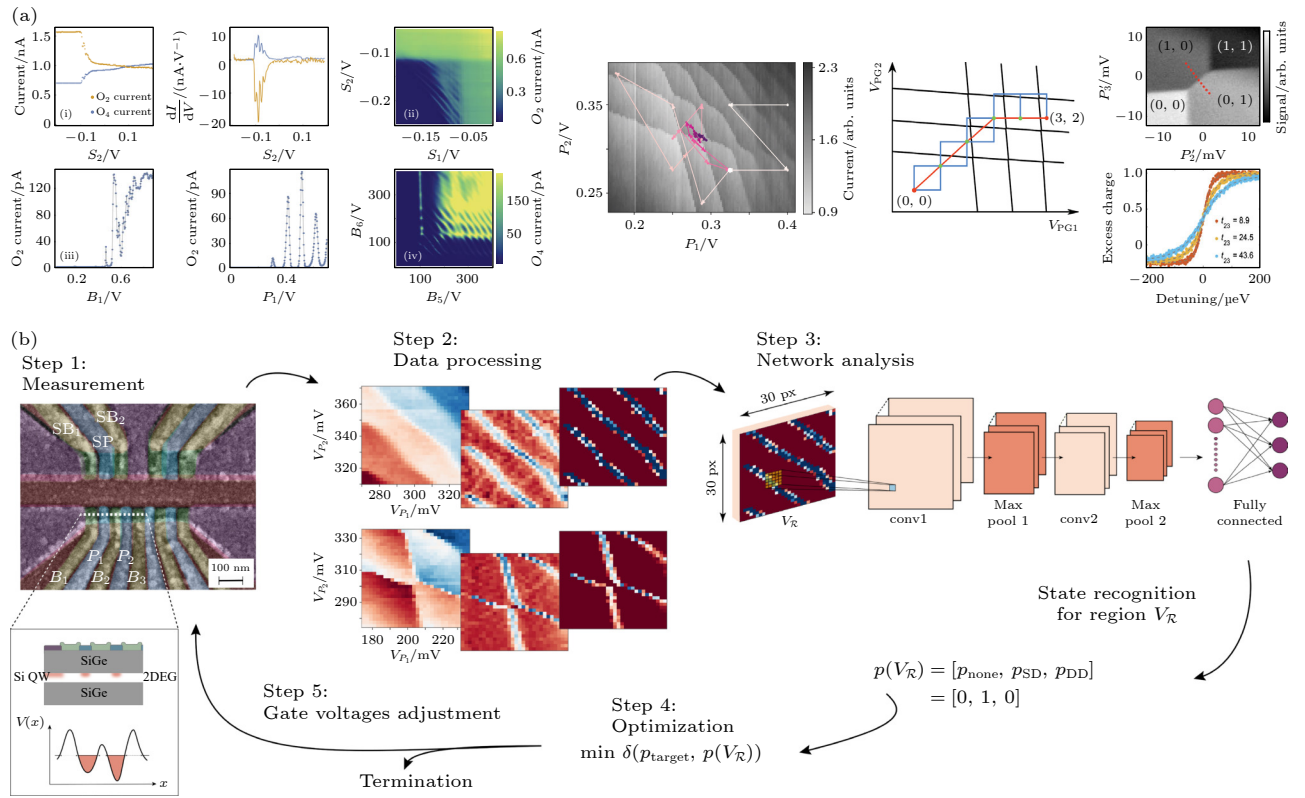 (a)
Current/nA
1.5
1.0
0.5
0
O2 current
O4 current
(i)
−0.1
0.1
S2/V
dI/dV /(nA·V−1)
10
0
−10
−20
−0.1
0.1
S2/V
S2/V
−0.1
−0.2
(ii)
−0.15
−0.05
S1/V
0.6
0.3
O2 current/nA
O2 current/pA
120
80
40
0
(iii)
0
0.6
B1/V
O2 current/pA
100
50
0
0
0.4
P1/V
B6/V
300
200
100
0
(iv)
100
300
B5/V
150
50
O4 current/pA
P2/V
0.35
0.25
0.2
0.3
0.4
P1/V
2.3
1.6
0.9
Current/arb. units
VPG2
(3, 2)
(0, 0)
VPG1
P′3/mV
10
0
−10
(1, 0)
(1, 1)
(0, 0)
(0, 1)
−10
0
10
P′2/mV
Signal/arb. units
Excess charge
1.0
0.5
0
t23 = 8.9
t23 = 24.5
t23 = 43.6
−200
0
200
Detuning/μeV
(b)
Step 1:
Measurement
SB1
SB2
SP
P1
P2
B1
B2
B3
100 nm
SiGe
Si QW
2DEG
SiGe
V(x)
x
Step 2:
Data processing
VP2/mV
360
340
320
280
300
320
VP1/mV
VP2/mV
330
310
290
180
200
220
VP1/mV
Step 3:
Network analysis
30 px
30 px
VR
conv1
Max
pool 1
conv2
Max
pool 2
Fully
connected
State recognition
for region VR
p(VR) = [pnone, pSD, pDD]
= [0, 1, 0]
Step 4:
Optimization
min δ(ptarget, p(VR))
Step 5:
Gate voltages adjustment
Termination